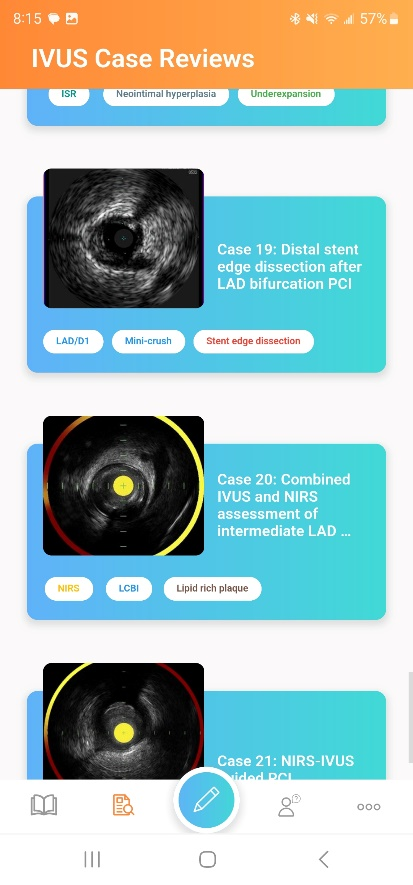 8:15
57%
IVUS Case Reviews
ISR
Neointimal hyperplasia
Underexpansion
Case 19: Distal stent
edge dissection after
LAD bifurcation PCI
LAD/D1
Mini-crush
Stent edge dissection
Case 20: Combined
IVUS and NIRS
assessment of
intermediate LAD ...
NIRS
LCBI
Lipid rich plaque
Case 21: NIRS-IVUS
guided PCI